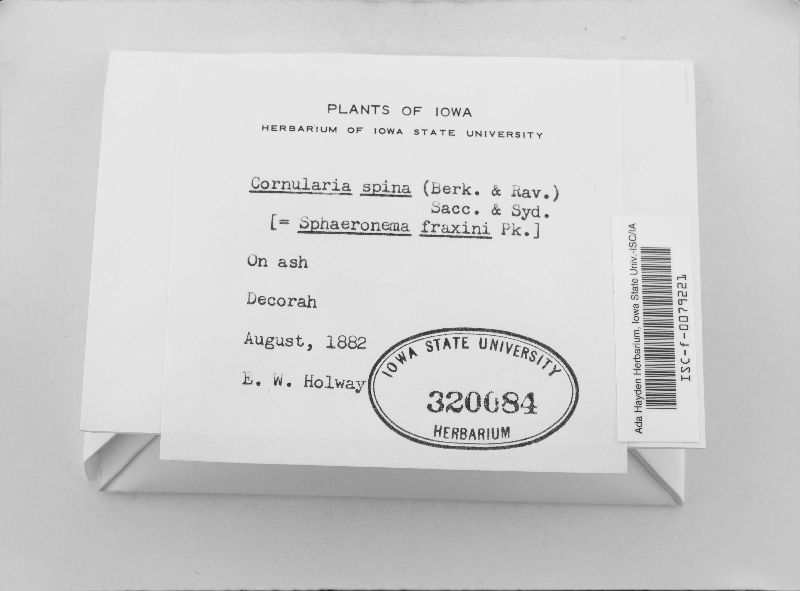 PLANTS OF IOWA
HERBARIUM OF IOWA STATE UNIVERSITY
Cornularia spina (Berk. & Rav.)
Sacc. & Syd.
[= Sphaeronema fraxini Pk.]
On ash
Decorah
August, 1882
E. W. Holway
IOWA STATE UNIVERSITY
320084
HERBARIUM
Ada Hayden Herbarium, Iowa State Univ.-ISC/IA
ISC-f-0079221